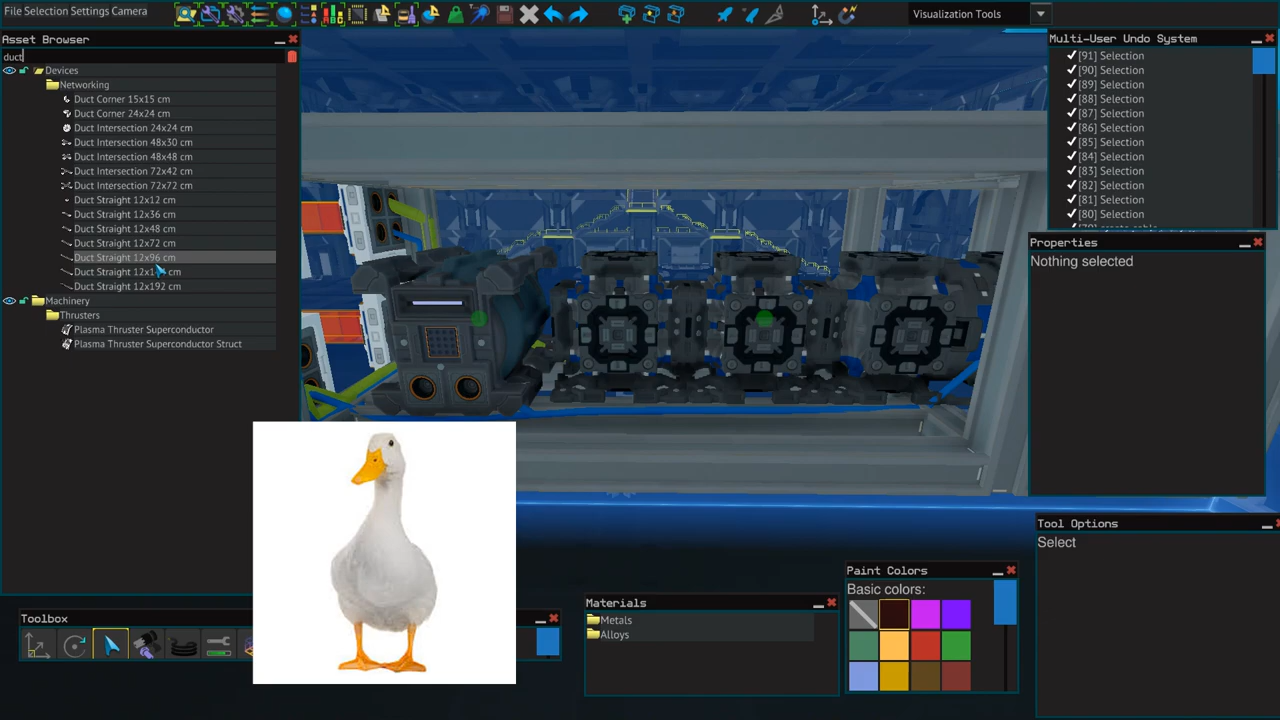 File Selection Settings Camera
Visualization Tools
Asset Browser
duct
Devices
Networking
Duct Corner 15x15 cm
Duct Corner 24x24 cm
Duct Intersection 24x24 cm
Duct Intersection 48x30 cm
Duct Intersection 48x48 cm
Duct Intersection 72x42 cm
Duct Intersection 72x72 cm
Duct Straight 12x12 cm
Duct Straight 12x36 cm
Duct Straight 12x48 cm
Duct Straight 12x72 cm
Duct Straight 12x96 cm
Duct Straight cm
Duct Straight 12x192 cm
Machinery
Thrusters
Plasma Thruster Superconductor
Plasma Thruster Superconductor Struct
Multi-User Undo System
[91] Selection
[90] Selection
[89] Selection
[88] Selection
[87] Selection
[86] Selection
[85] Selection
[84] Selection
[83] Selection
[82] Selection
[81] Selection
[80] Selection
Properties
Nothing selected
Tool Options
Select
Paint Colors
Basic colors:
Materials
Metals
Alloys
Toolbox